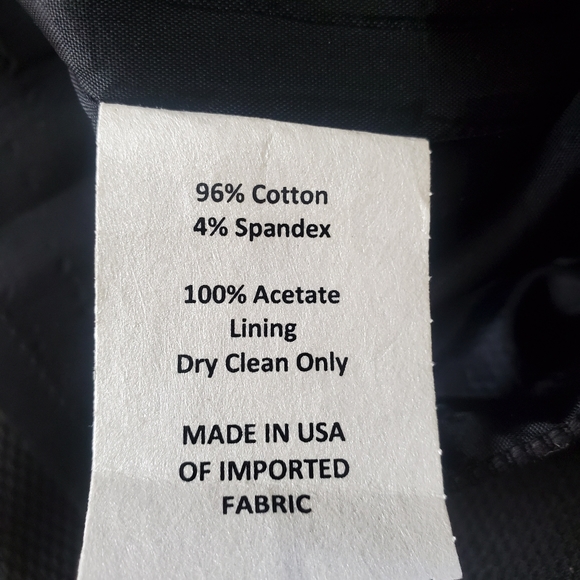 96% Cotton
4% Spandex
100% Acetate
Lining
Dry Clean Only
MADE IN USA
OF IMPORTED
FABRIC